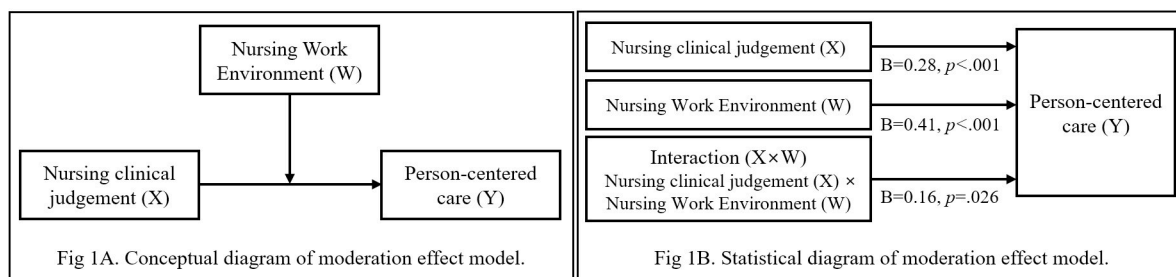 Nursing Work
Environment (W)
Nursing clinical
judgement (X)
Person-centered
care (Y)
Fig 1A. Conceptual diagram of moderation effect model.
Nursing clinical judgement (X)
B=0.28, p<.001
Nursing Work Environment (W)
B=0.41, p<.001
Interaction (X×W)
Nursing clinical judgement (X) ×
Nursing Work Environment (W)
B=0.16, p=.026
Person-centered
care (Y)
Fig 1B. Statistical diagram of moderation effect model.